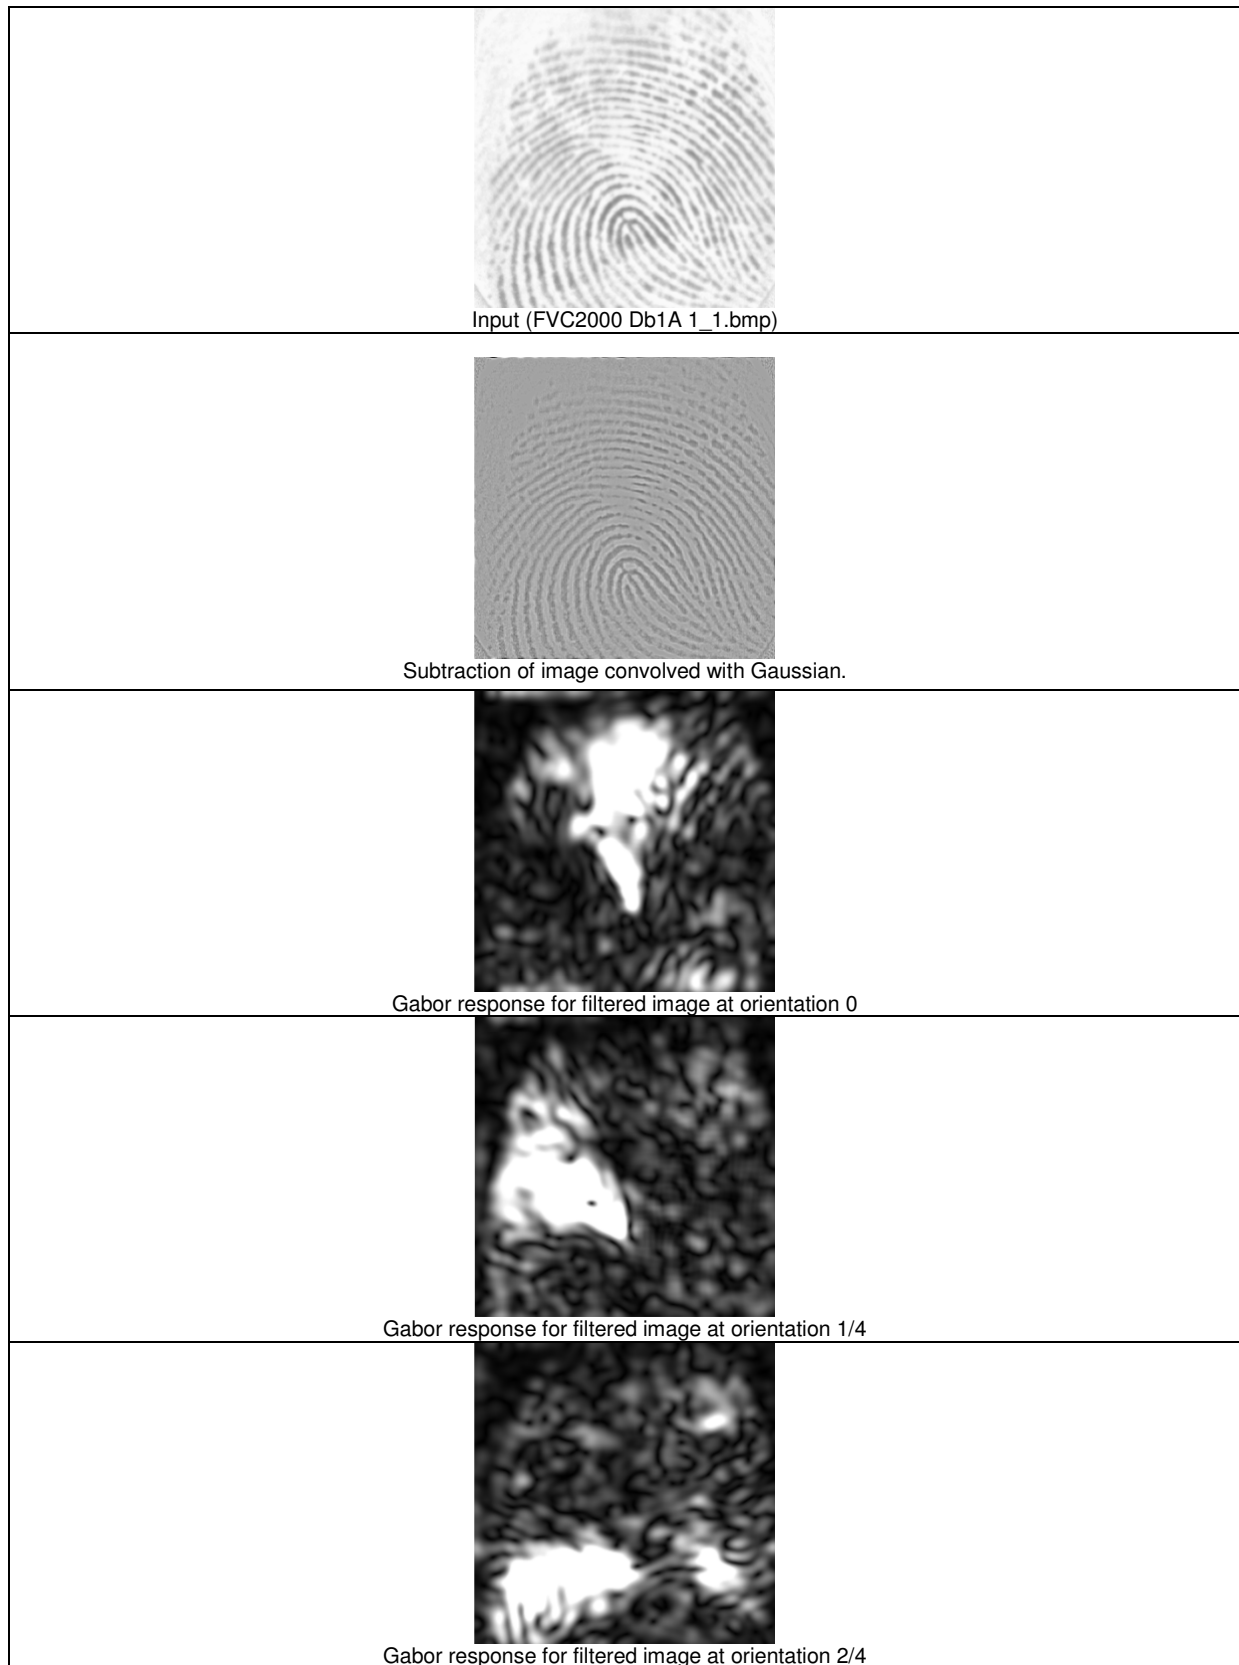 Input (FVC2000 Db1A 1_1.bmp)
Subtraction of image convolved with Gaussian.
Gabor response for filtered image at orientation 0
Gabor response for filtered image at orientation 1/4
Gabor response for filtered image at orientation 2/4